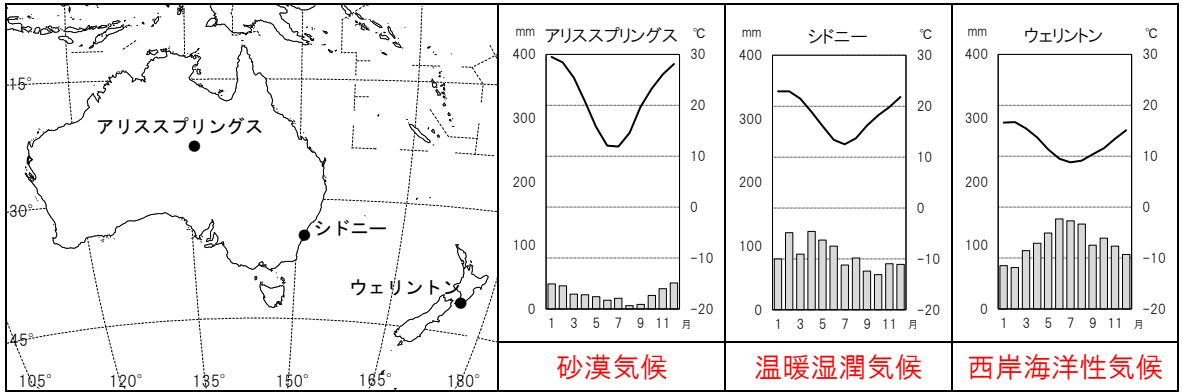 アリススプリングス
シドニー
ウェリントン
15°
30°
45°
105°
120°
135°
150°
165°
180°
mm アリススプリングス ℃
400 30
300 20
200 10
100 0
0 -10
-20
1 3 5 7 9 11 月
砂漠気候
mm シドニー ℃
400 30
300 20
200 10
100 0
0 -10
-20
1 3 5 7 9 11 月
温暖湿潤気候
mm ウェリントン ℃
400 30
300 20
200 10
100 0
0 -10
-20
1 3 5 7 9 11 月
西岸海洋性気候